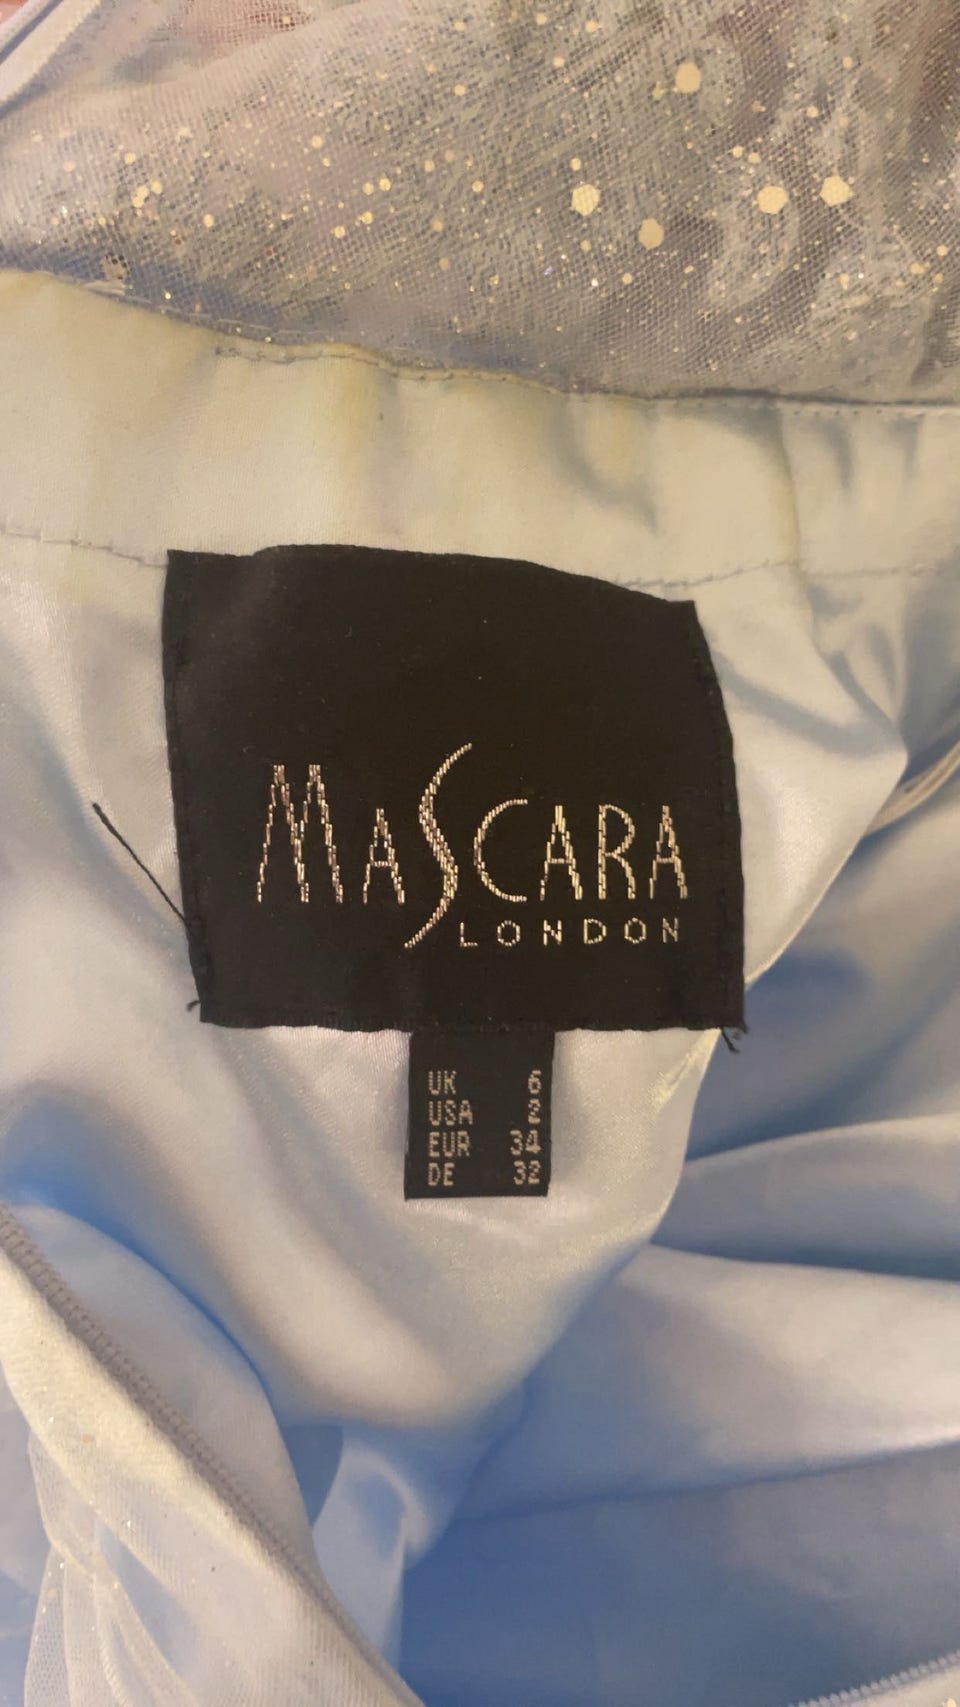 MASCARA
LONDON
UK 6
USA 2
EUR 34
DE 32